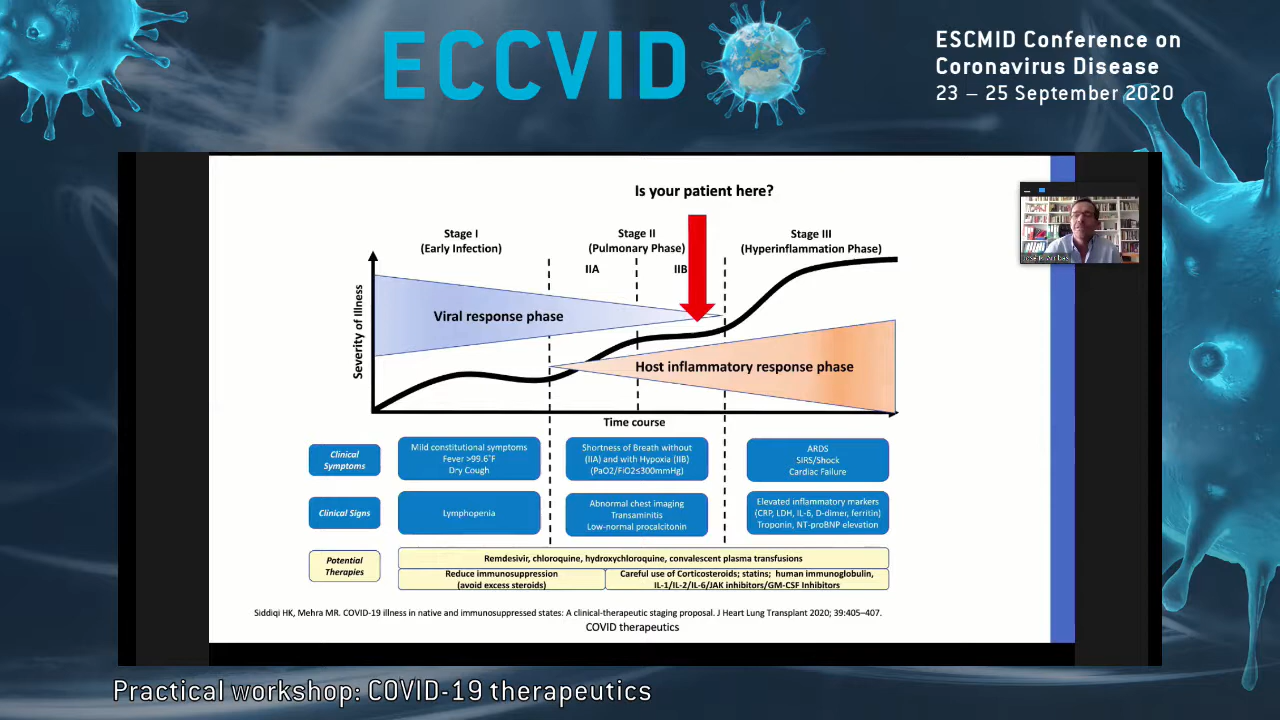 ECCVID
ESCMID Conference on
Coronavirus Disease
23 – 25 September 2020
Is your patient here?
Stage I
(Early Infection)
Stage II
(Pulmonary Phase)
Stage III
(Hyperinflammation Phase)
IIA
IIB
Severity of Illness
Viral response phase
Host inflammatory response phase
Time course
Clinical
Symptoms
Mild constitutional symptoms
Fever >99.6°F
Dry Cough
Shortness of Breath without
(IIA) and with Hypoxia (IIB)
(PaO2/FiO2≤300mmHg)
ARDS
SIRS/Shock
Cardiac Failure
Clinical Signs
Lymphopenia
Abnormal chest imaging
Transaminitis
Low-normal procalcitonin
Elevated inflammatory markers
(CRP, LDH, IL-6, D-dimer, ferritin)
Troponin, NT-proBNP elevation
Potential
Therapies
Remdesivir, chloroquine, hydroxychloroquine, convalescent plasma transfusions
Reduce immunosuppression
(avoid excess steroids)
Careful use of Corticosteroids; statins; human immunoglobulin,
IL-1/IL-2/IL-6/JAK inhibitors/GM-CSF Inhibitors
Siddiqi HK, Mehra MR. COVID-19 illness in native and immunosuppressed states: A clinical-therapeutic staging proposal. J Heart Lung Transplant 2020; 39:405–407.
COVID therapeutics
Practical workshop: COVID-19 therapeutics